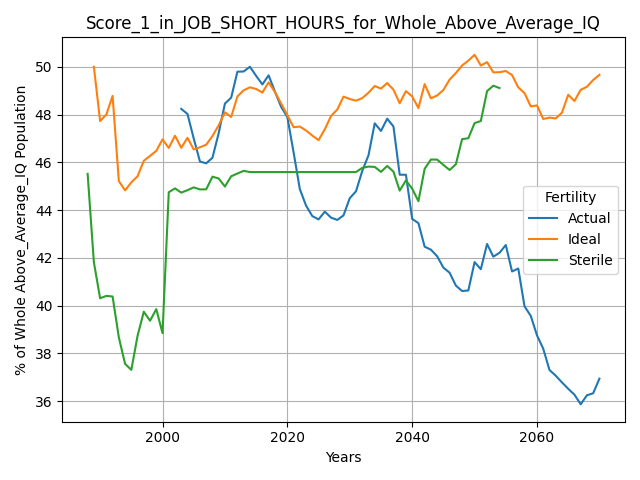 Score_1_in_JOB_SHORT_HOURS_for_Whole_Above_Average_IQ
% of Whole Above_Average_IQ Population
50
48
46
44
42
40
38
36
Fertility
Actual
Ideal
Sterile
2000 2020 2040 2060
Years